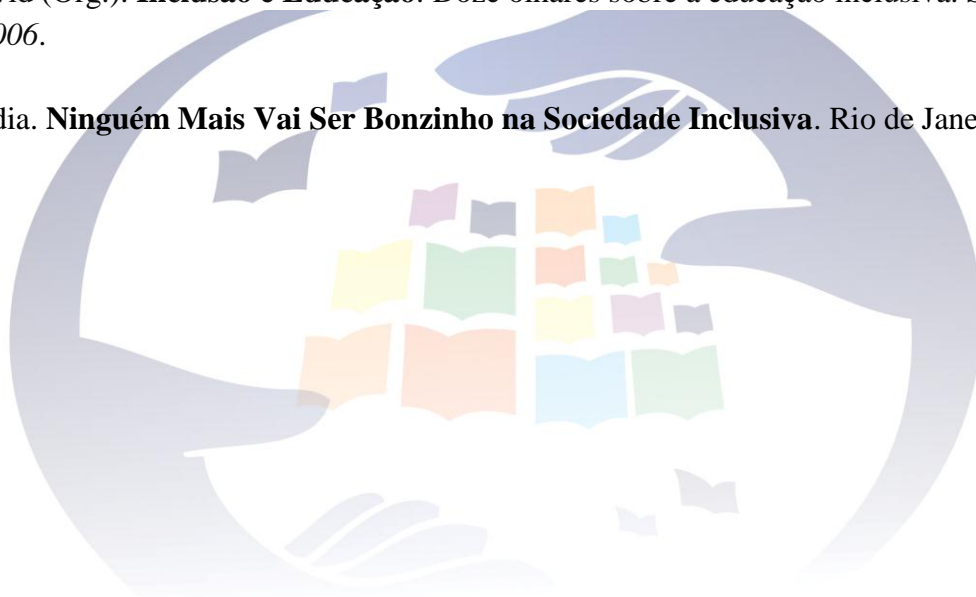 (Org.). Inclusão e Educação: Doze olhares sobre a educação inclusiva.
006.
dia. Ninguém Mais Vai Ser Bonzinho na Sociedade Inclusiva. Rio de Jane